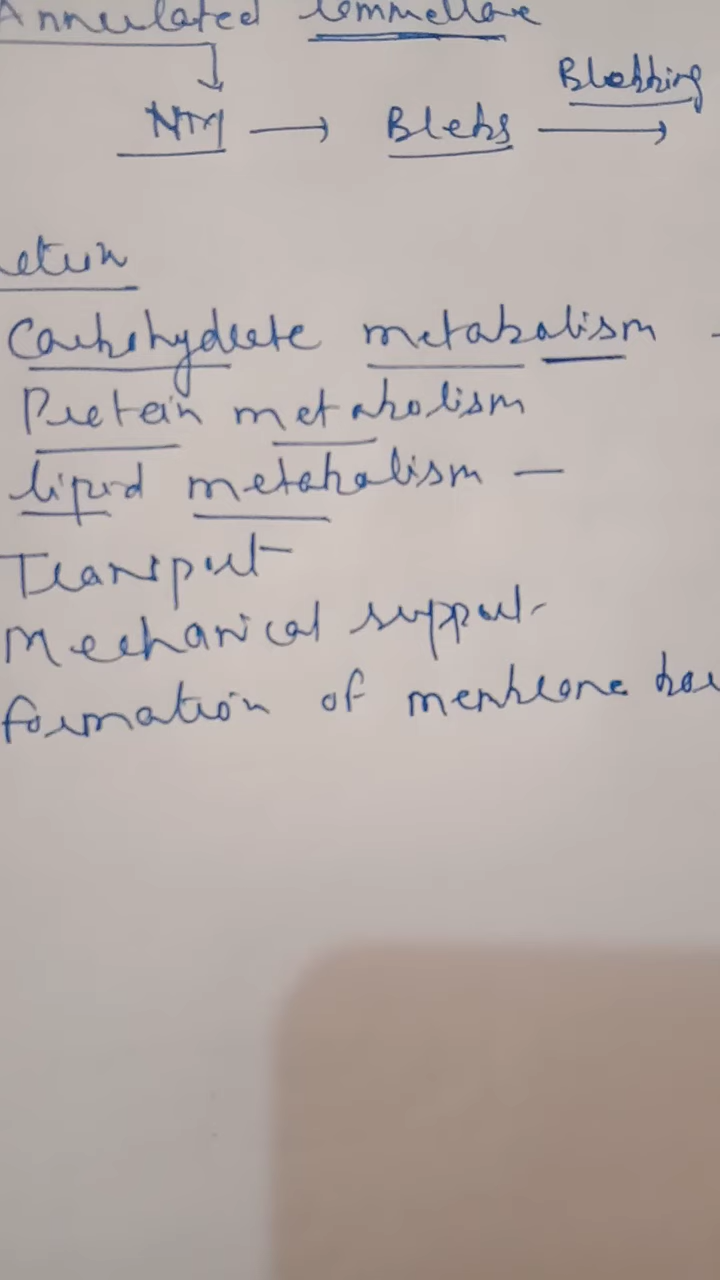 Annulated lammellae
Blebbing
NM → Blebs →
Carbohydrate metabolism -
Protein metabolism
lipid metabolism —
Transport
Mechanical support-
formation of membrane